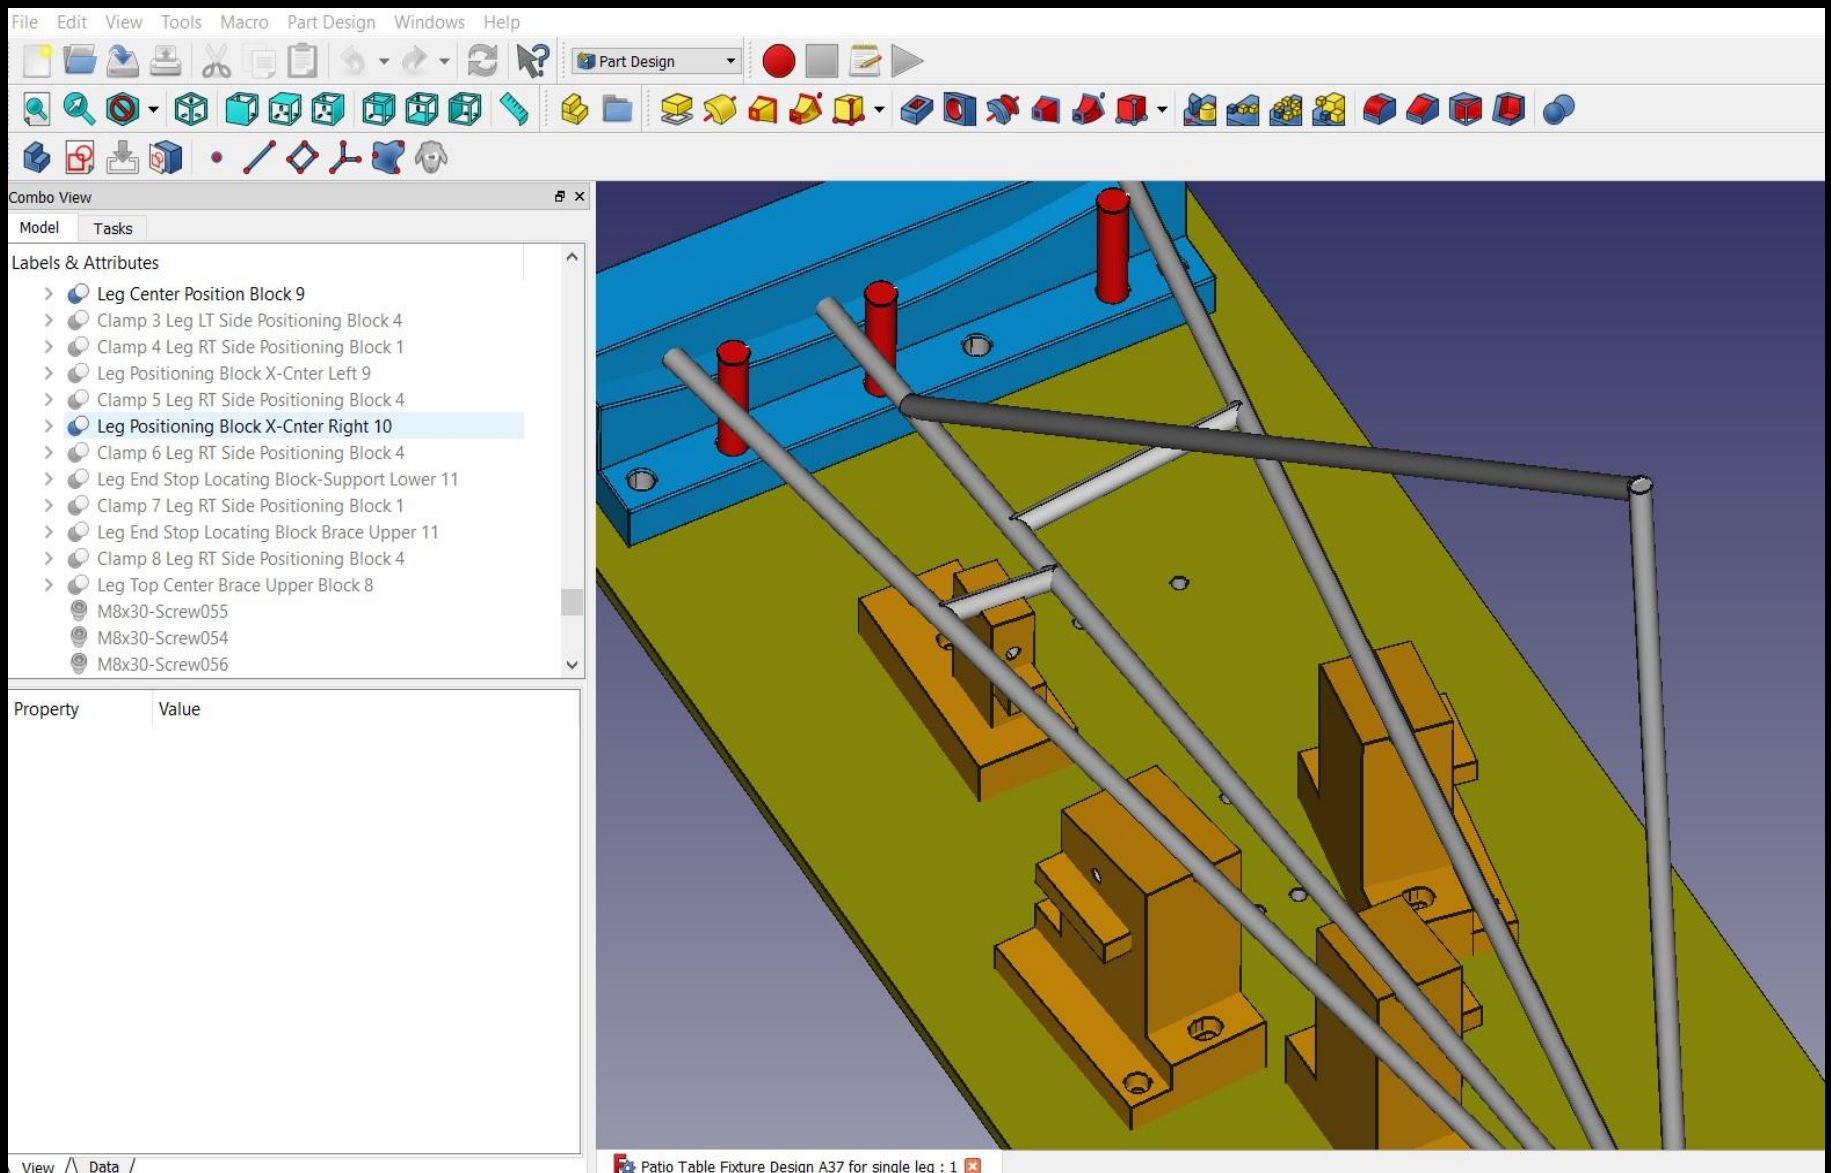 File Edit View Tools Macro Part Design Windows Help
Part Design
Combo View
Model Tasks
Labels & Attributes
Leg Center Position Block 9
Clamp 3 Leg LT Side Positioning Block 4
Clamp 4 Leg RT Side Positioning Block 1
Leg Positioning Block X-Cnter Left 9
Clamp 5 Leg RT Side Positioning Block 4
Leg Positioning Block X-Cnter Right 10
Clamp 6 Leg RT Side Positioning Block 4
Leg End Stop Locating Block-Support Lower 11
Clamp 7 Leg RT Side Positioning Block 1
Leg End Stop Locating Block Brace Upper 11
Clamp 8 Leg RT Side Positioning Block 4
Leg Top Center Brace Upper Block 8
M8x30-Screw055
M8x30-Screw054
M8x30-Screw056
Property Value
View Data
Patio Table Fixture Design A37 for single leg : 1